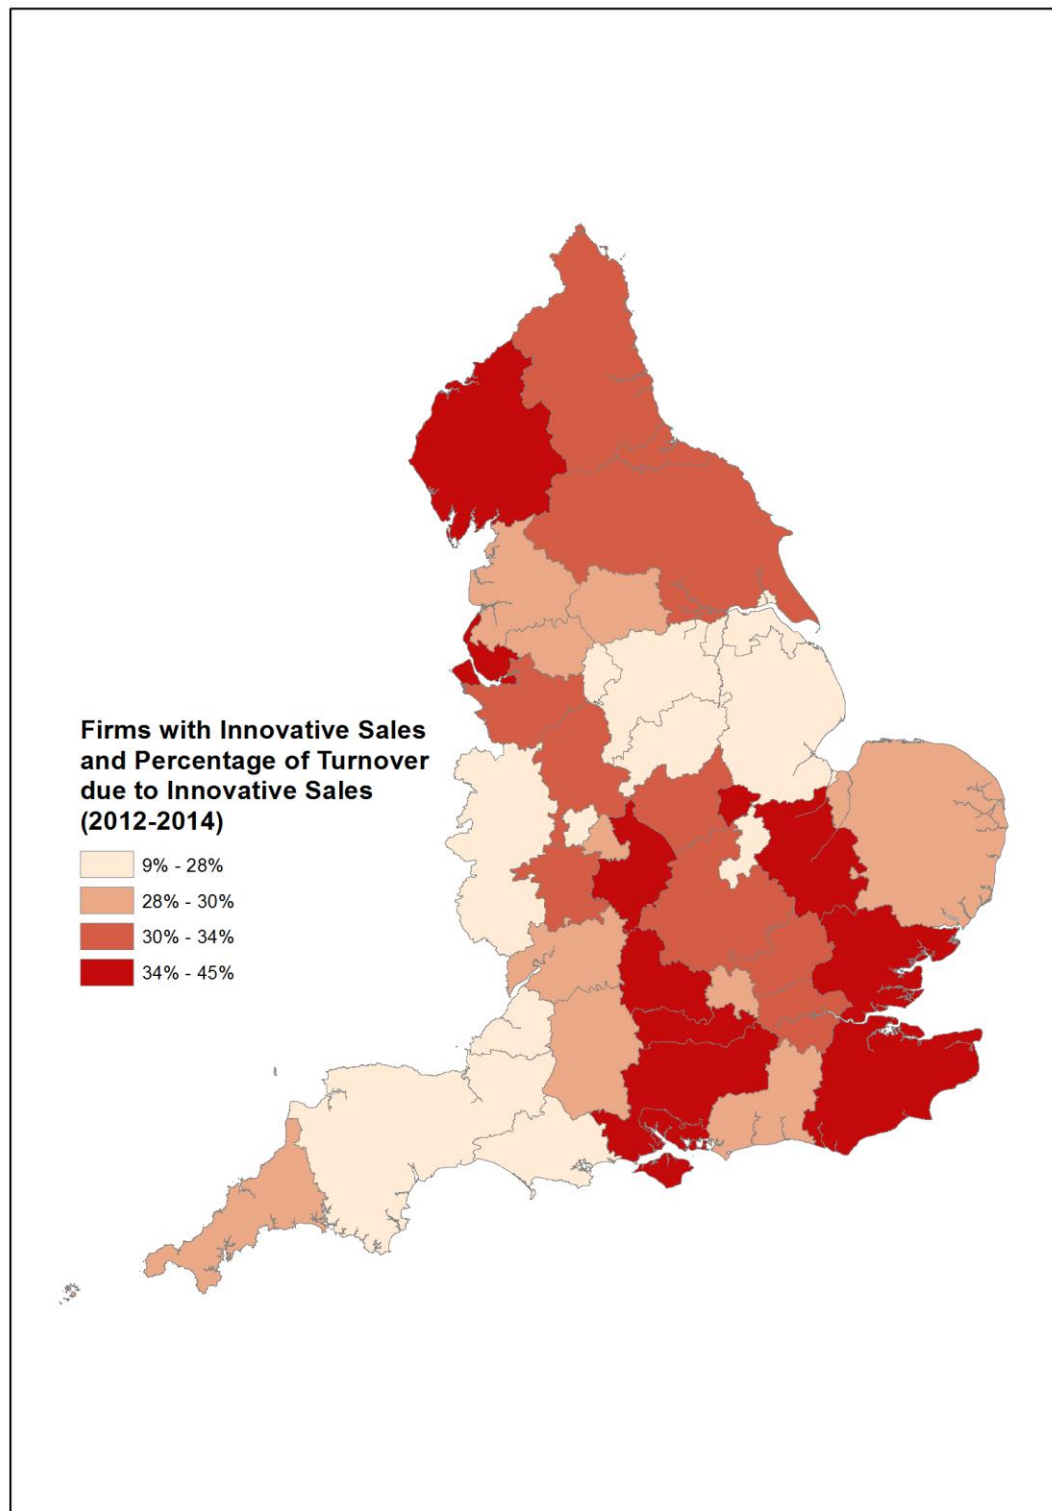 Firms with Innovative Sales
and Percentage of Turnover
due to Innovative Sales
(2012-2014)
9% - 28%
28% - 30%
30% - 34%
34% - 45%